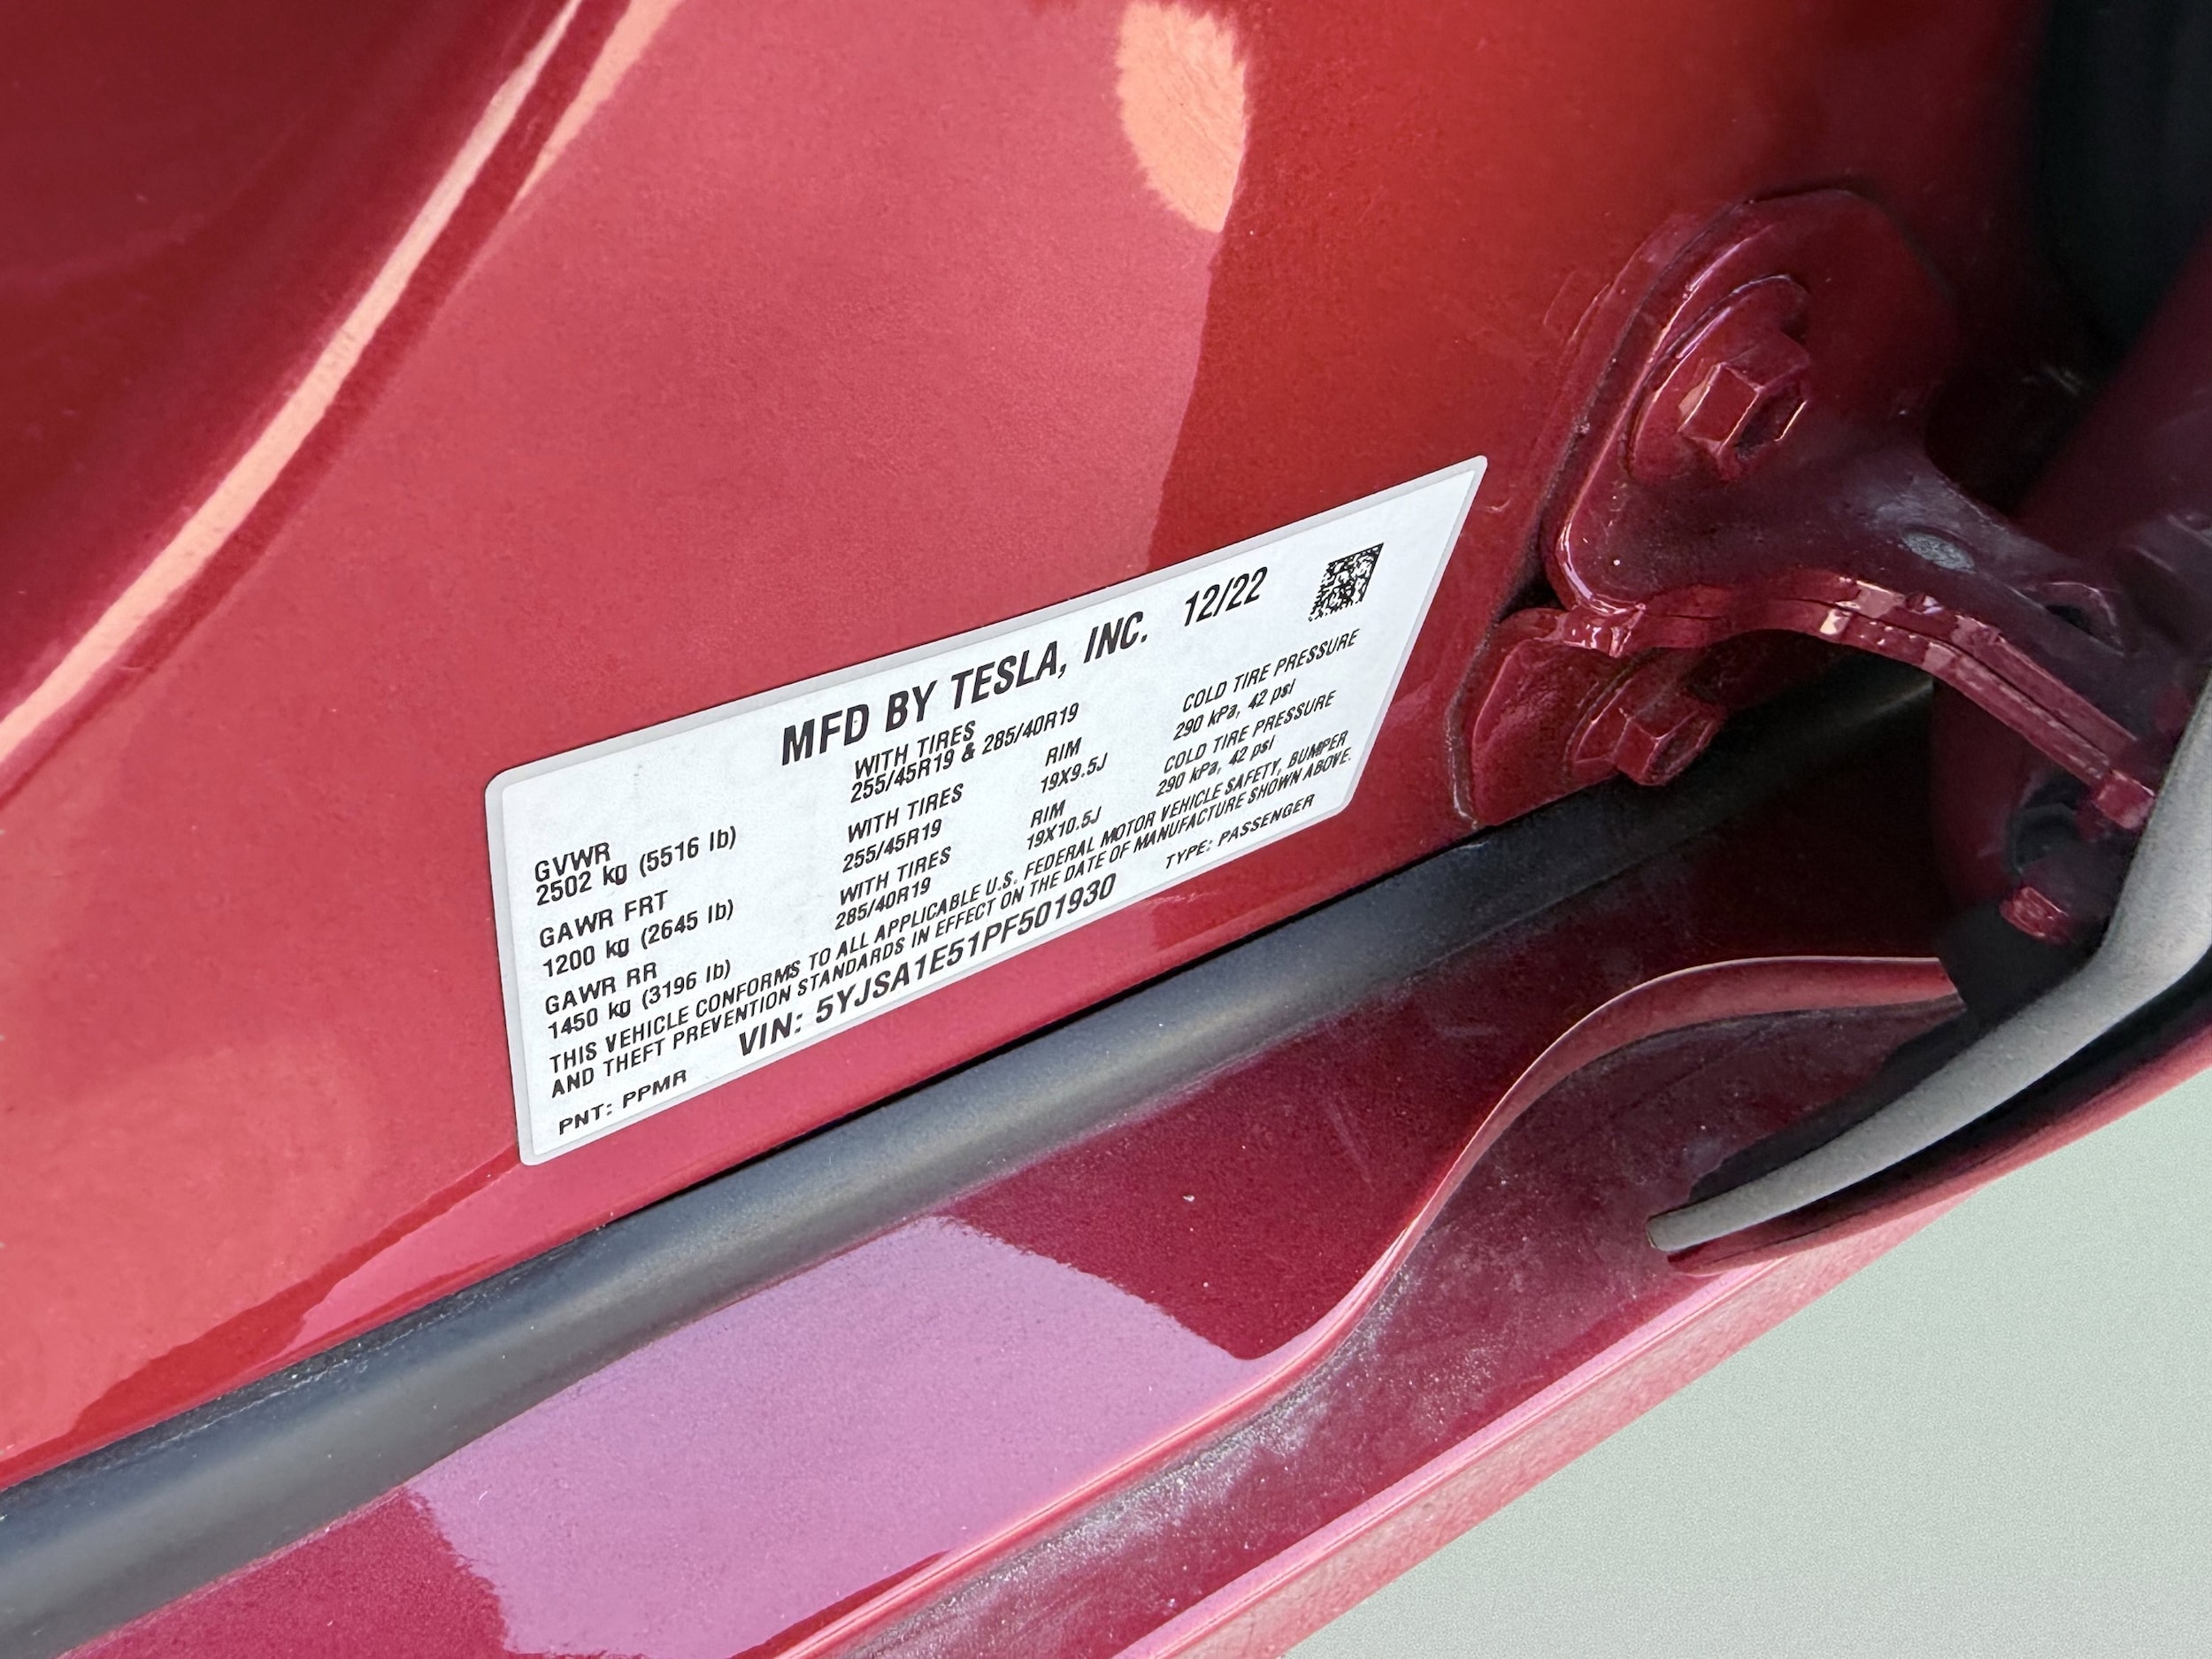 MFD BY TESLA, INC. 12/22
GVWR WITH TIRES
2502 kg (5516 lb) 255/45R19 & 285/40R19
GAWR FRT WITH TIRES RIM COLD TIRE PRESSURE
1200 kg (2645 lb) 255/45R19 19X9.5J 290 kPa, 42 psi
GAWR RR WITH TIRES RIM COLD TIRE PRESSURE
1450 kg (3196 lb) 285/40R19 19X10.5J 290 kPa, 42 psi
THIS VEHICLE CONFORMS TO ALL APPLICABLE U.S. FEDERAL MOTOR VEHICLE SAFETY, BUMPER
AND THEFT PREVENTION STANDARDS IN EFFECT ON THE DATE OF MANUFACTURE SHOWN ABOVE.
VIN: 5YJSA1E51PF501930
PNT: PPMR TYPE: PASSENGER